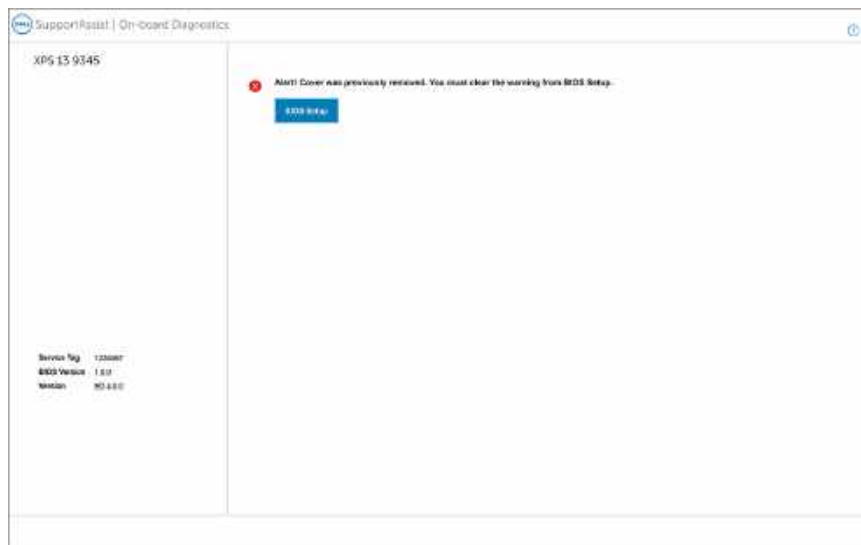 DELL SupportAssist | On-board Diagnostics
XPS 13 9345
Alert! Cover was previously removed. You must clear the warning from BIOS Setup.
BIOS Setup
Service Tag
BIOS Version
Version